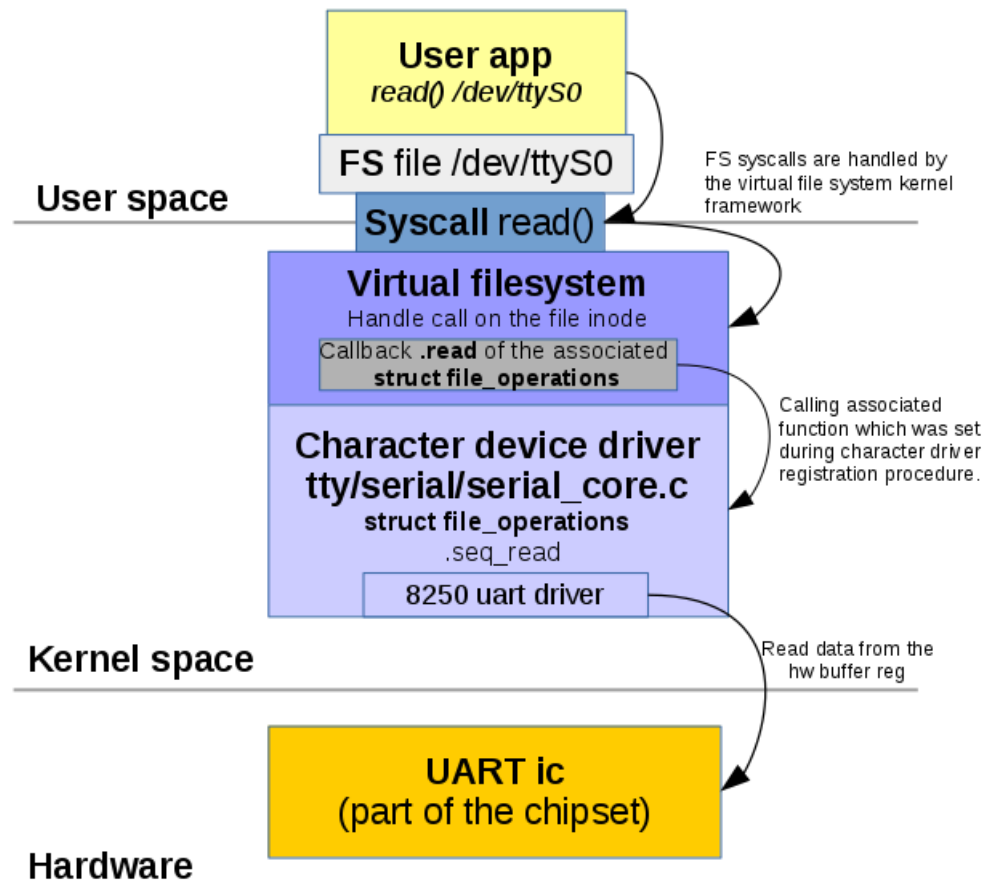 User app
read() /dev/ttyS0
FS file /dev/ttyS0
FS syscalls are handled by
the virtual file system kernel
framework
User space
Syscall read()
Virtual filesystem
Handle call on the file inode
Callback .read of the associated
struct file_operations
Calling associated
function which was set
during character driver
registration procedure.
Character device driver
tty/serial/serial_core.c
struct file_operations
.seq_read
8250 uart driver
Kernel space
Read data from the
hw buffer reg
UART ic
(part of the chipset)
Hardware